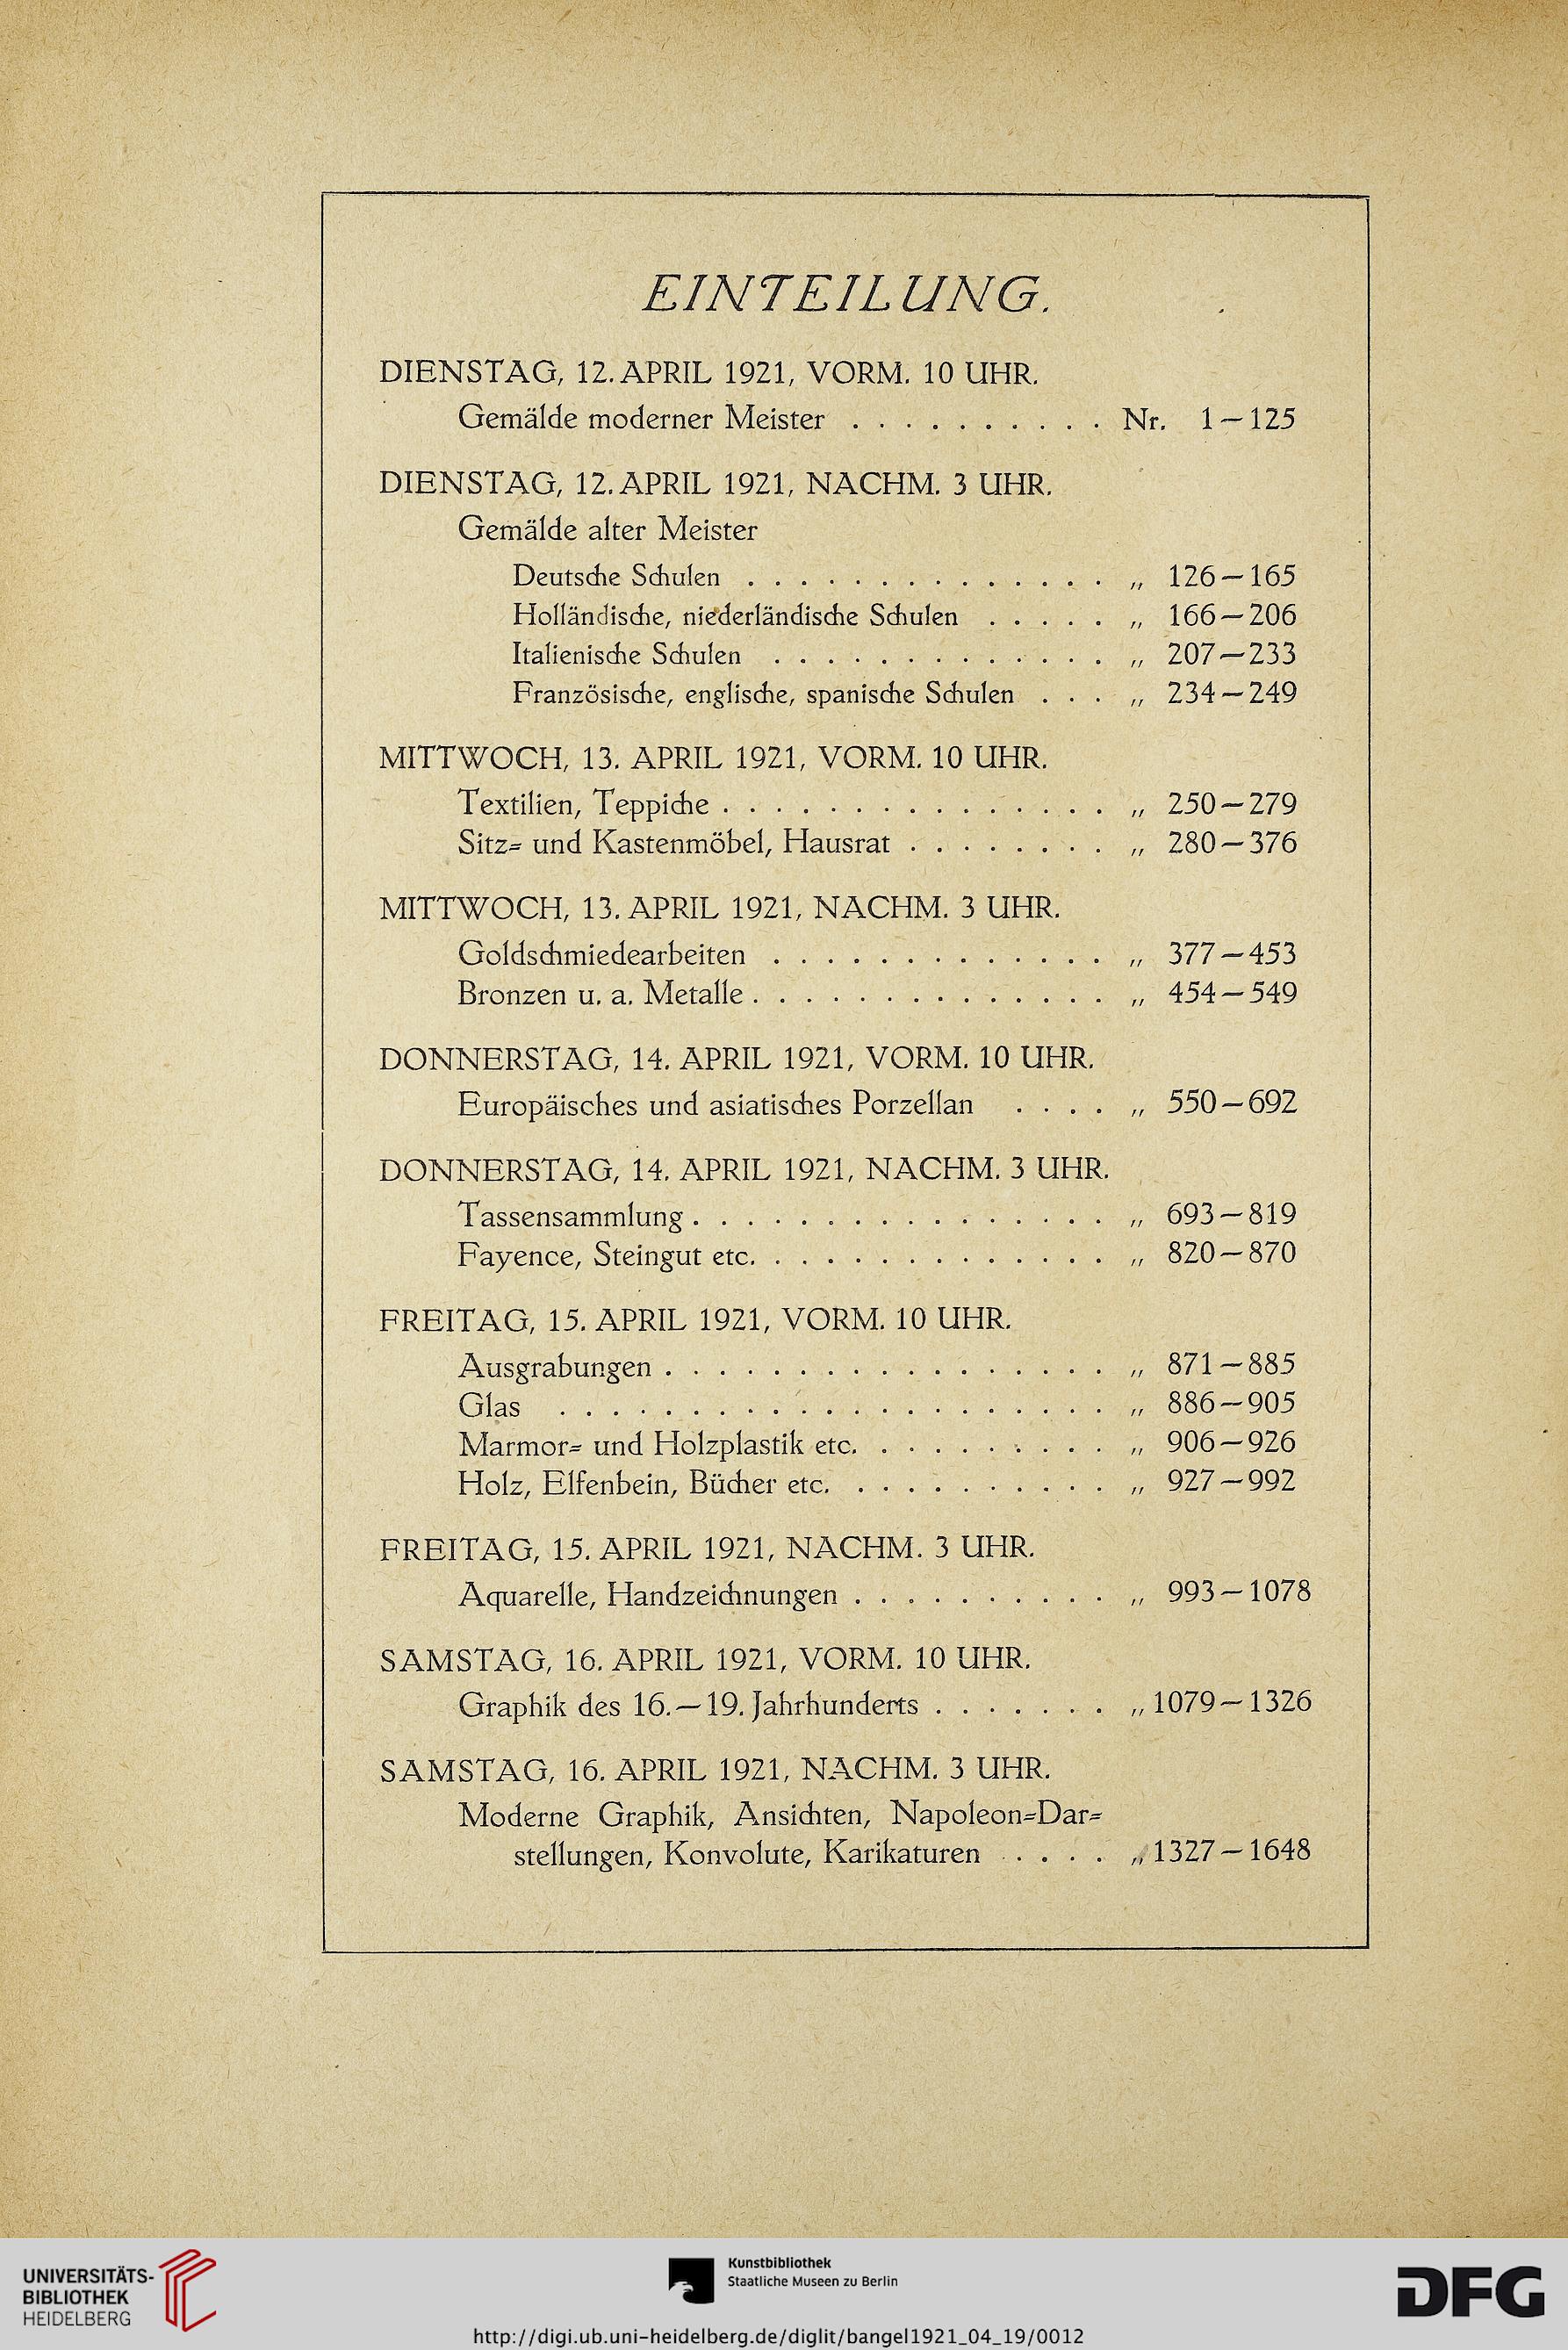 EINTEILUNG.
DIENSTAG, 12. APRIL 1921, VORM. 10 UHR.
Gemälde moderner Meister . . . . . . . . . . Nr. 1—125
DIENSTAG, 12. APRIL 1921, NACHM. 3 UHR.
Gemälde alter Meister
Deutsche Schulen . . . . . . . . . . . . . . „ 126—165
Holländische, niederländische Schulen . . . . . „ 166—206
Italienische Schulen . . . . . . . . . . . . . „ 207—233
Französische, englische, spanische Schulen . . . „ 234—249
MITTWOCH, 13. APRIL 1921, VORM. 10 UHR.
Textilien, Teppiche . . . . . . . . . . . . . . . „ 250—279
Sitz- und Kastenmöbel, Hausrat . . . . . . . . „ 280—376
MITTWOCH, 13. APRIL 1921, NACHM. 3 UHR.
Goldschmiedearbeiten . . . . . . . . . . . . . „ 377—453
Bronzen u. a. Metalle . . . . . . . . . . . . . . „ 454—549
DONNERSTAG, 14. APRIL 1921, VORM. 10 UHR.
Europäisches und asiatisches Porzellan . . . . „ 550—692
DONNERSTAG, 14. APRIL 1921, NACHM. 3 UHR.
Tassensammlung . . . . . . . . . . . . . . . . „ 693—819
Fayence, Steingut etc. . . . . . . . . . . . . . „ 820—870
FREITAG, 15. APRIL 1921, VORM. 10 UHR.
Ausgrabungen . . . . . . . . . . . . . . . . . „ 871—885
Glas . . . . . . . . . . . . . . . . . . . . . „ 886—905
Marmor- und Holzplastik etc. . . . . . . . . . „ 906—926
Holz, Elfenbein, Bücher etc. . . . . . . . . . . „ 927—992
FREITAG, 15. APRIL 1921, NACHM. 3 UHR.
Aquarelle, Handzeichnungen . . . . . . . . . . „ 993—1078
SAMSTAG, 16. APRIL 1921, VORM. 10 UHR.
Graphik des 16.—19. Jahrhunderts . . . . . . . „ 1079—1326
SAMSTAG, 16. APRIL 1921, NACHM. 3 UHR.
Moderne Graphik, Ansichten, Napoleon-Dar-
stellungen, Konvolute, Karikaturen . . . . „ 1327—1648
UNIVERSITÄTS-
BIBLIOTHEK
HEIDELBERG
Kunstbibliothek
Staatliche Museen zu Berlin
DFG
http://digi.ub.uni-heidelberg.de/diglit/bangel1921_04_19/0012